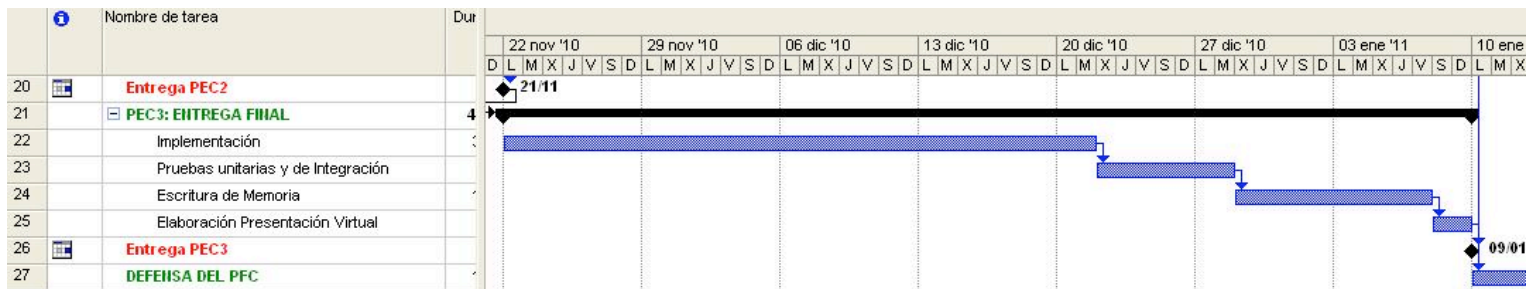 Nombre de tarea Dur
22 nov '10 29 nov '10 06 dic '10 13 dic '10 20 dic '10 27 dic '10 03 ene '11 10 ene
D L M X J V S D L M X J V S D L M X J V S D L M X J V S D L M X J V S D L M X J V S D L M X J V S D L M X
20 Entrega PEC2 21/11
21 PEC3: ENTREGA FINAL 4
22 Implementación
23 Pruebas unitarias y de Integración
24 Escritura de Memoria
25 Elaboración Presentación Virtual
26 Entrega PEC3 09/01
27 DEFENSA DEL PFC